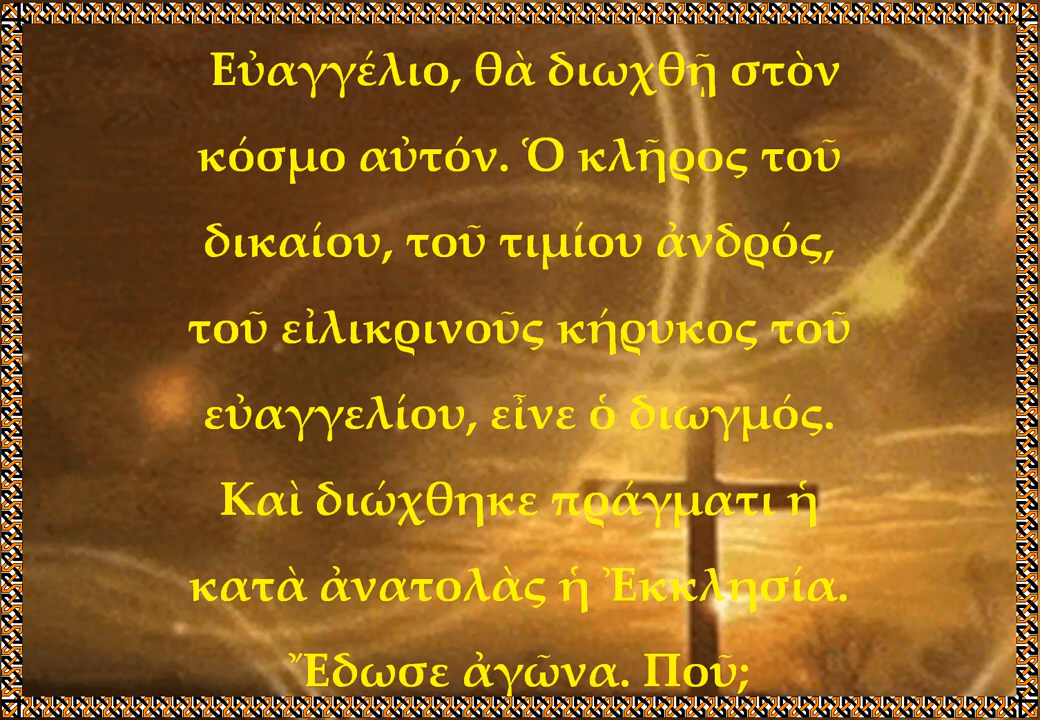 Εὐαγγέλιο, θὰ διωχθῇ στὸν
κόσμο αὐτόν. Ὁ κλῆρος τοῦ
δικαίου, τοῦ τιμίου ἀνδρός,
τοῦ εἰλικρινοῦς κήρυκος τοῦ
εὐαγγελίου, εἶνε ὁ διωγμός.
Καὶ διώχθηκε πράγματι ἡ
κατὰ ἀνατολὰς ἡ Ἐκκλησία.
Ἔδωσε ἀγῶνα. Ποῦ;